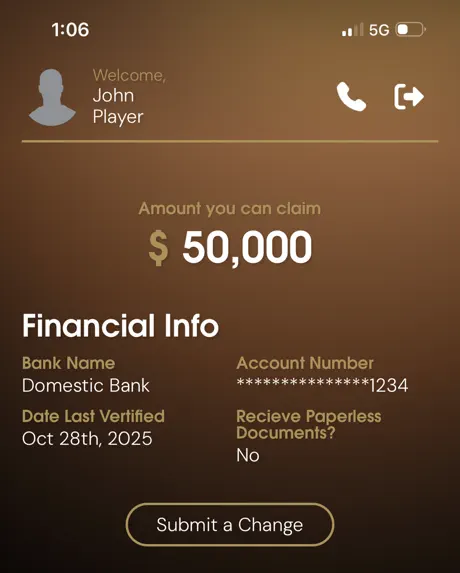 1:06
5G
Welcome,
John
Player
Amount you can claim
$ 50,000
Financial Info
Bank Name
Domestic Bank
Account Number
***************1234
Date Last Vertified
Oct 28th, 2025
Recieve Paperless
Documents?
No
Submit a Change